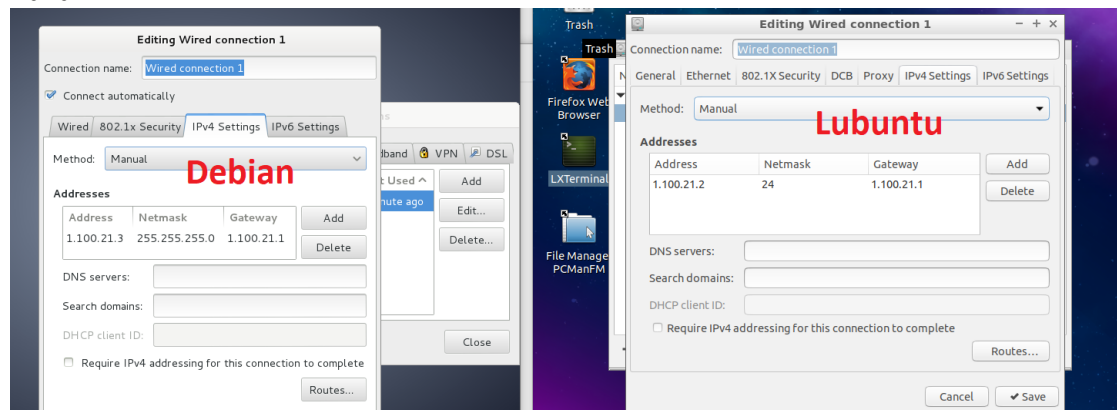 Editing Wired connection 1
Connection name: Wired connection 1
Connect automatically
Wired 802.1x Security IPv4 Settings IPv6 Settings
Method: Manual
Debian
Addresses
Address Netmask Gateway
1.100.21.3 255.255.255.0 1.100.21.1
Add
Delete
DNS servers:
Search domains:
DHCP client ID:
Require IPv4 addressing for this connection to complete
Routes...
VPN DSL
Used
Add
Edit...
Delete...
Close
Trash
Trash
Firefox Web
Browser
LXTerminal
File Manage
PCManFM
Editing Wired connection 1
Connection name: Wired connection 1
General Ethernet 802.1X Security DCB Proxy IPv4 Settings IPv6 Settings
Method: Manual
Lubuntu
Addresses
Address Netmask Gateway
1.100.21.2 24 1.100.21.1
Add
Delete
DNS servers:
Search domains:
DHCP client ID:
Require IPv4 addressing for this connection to complete
Routes...
Cancel
Save